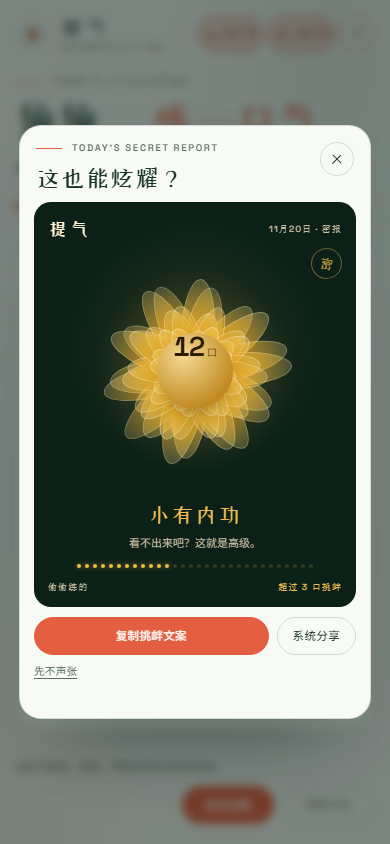 TODAY'S SECRET REPORT
这也能炫耀？
提气
11月20日 · 密报
密
12口
小有内功
看不出来吧？这就是高级。
偷偷练的
超过 3 口挑衅
复制挑衅文案
系统分享
先不声张